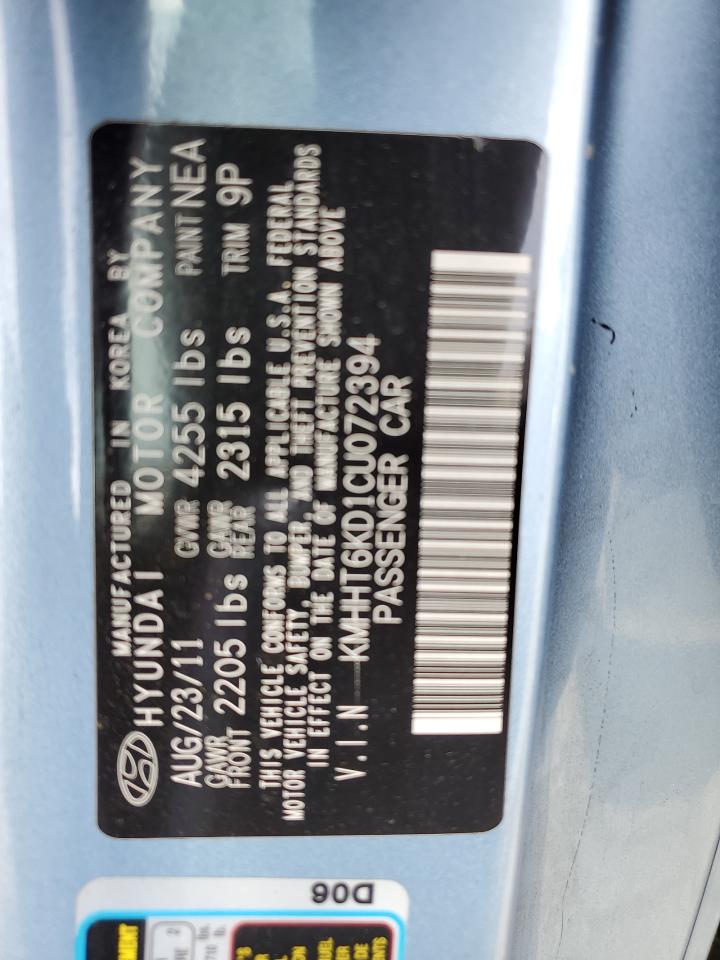 MANUFACTURED IN KOREA BY
HYUNDAI MOTOR COMPANY
AUG/23/11 GVWR 4255 lbs PAINT NEA
GAWR FRONT 2205 lbs GAWR REAR 2315 lbs TRIM 9P
THIS VEHICLE CONFORMS TO ALL APPLICABLE U.S.A. FEDERAL
MOTOR VEHICLE SAFETY, BUMPER, AND THEFT PREVENTION STANDARDS
IN EFFECT ON THE DATE OF MANUFACTURE SHOWN ABOVE
V.I.N KMHHT6KD1CU072394
PASSENGER CAR
D06